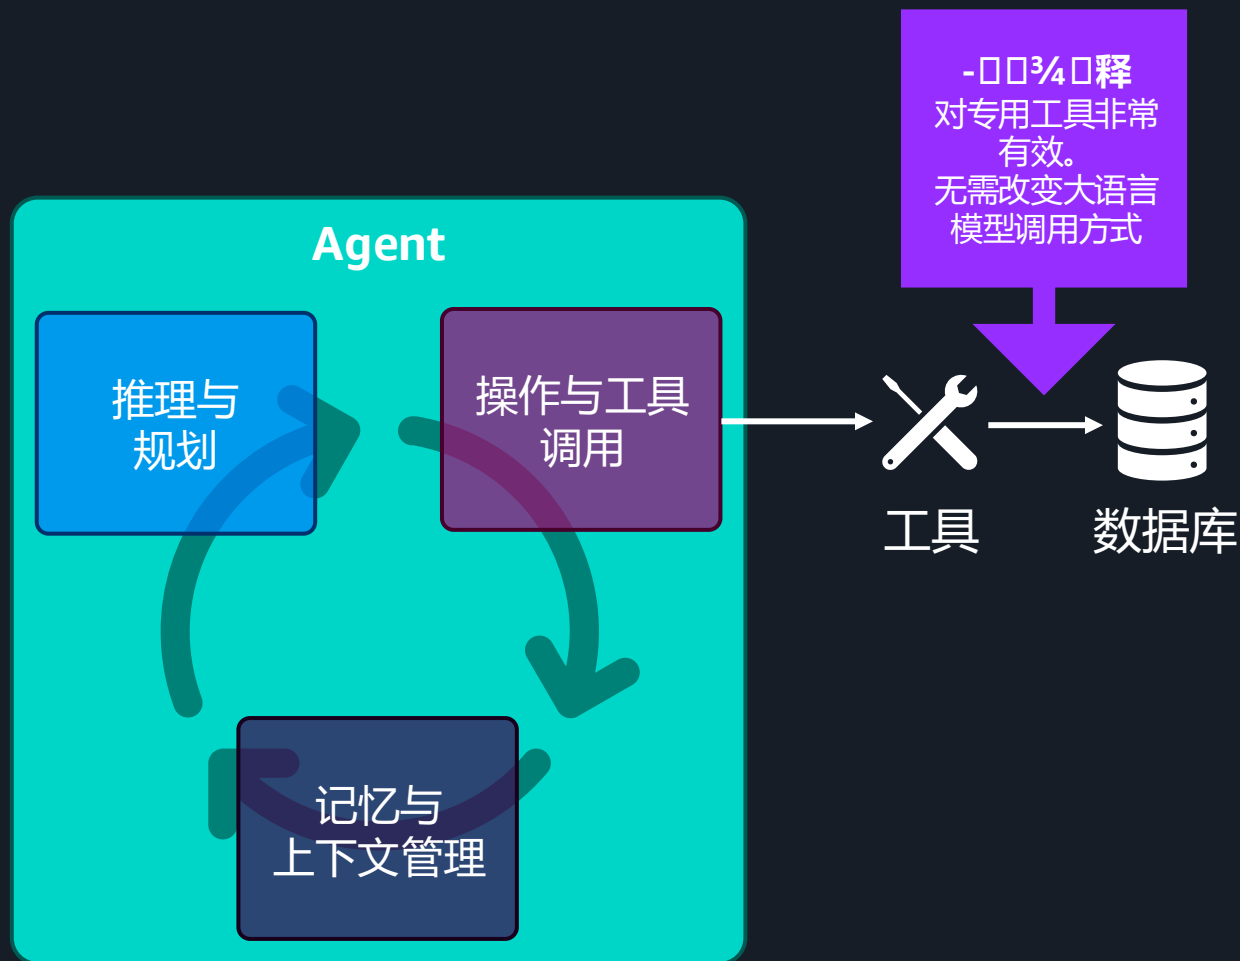 释
对专用工具非常
有效。
无需改变大语言
模型调用方式
Agent
推理与
规划
操作与工具
调用
工具
数据库
记忆与
上下文管理